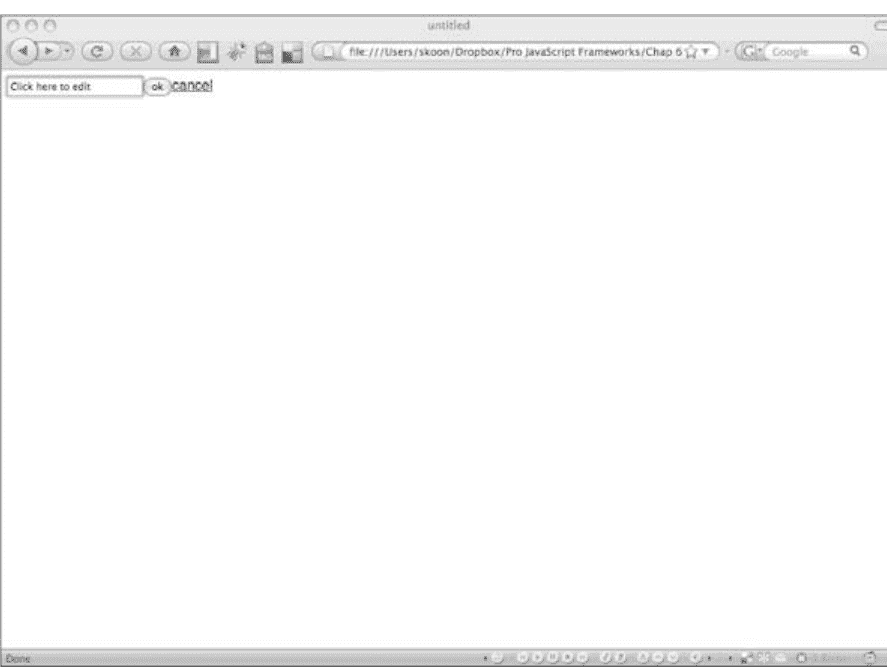 untitled
file:///Users/skoon/Dropbox/Pro JavaScript Frameworks/Chap 6
Google
Click here to edit
ok
cancel
Done